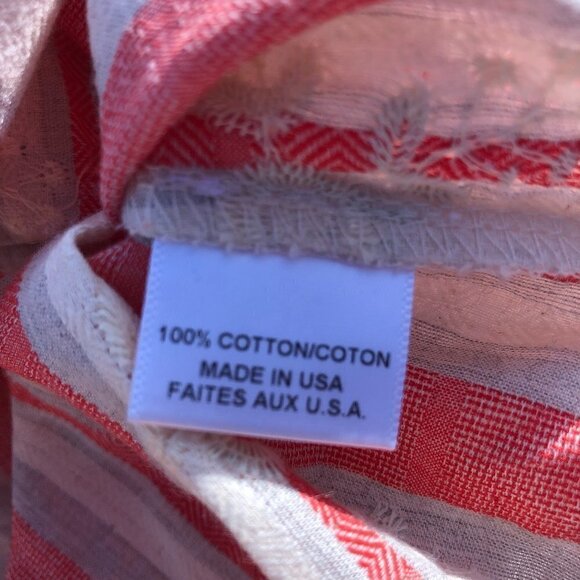 100% COTTON/COTON
MADE IN USA
FAITES AUX U.S.A.